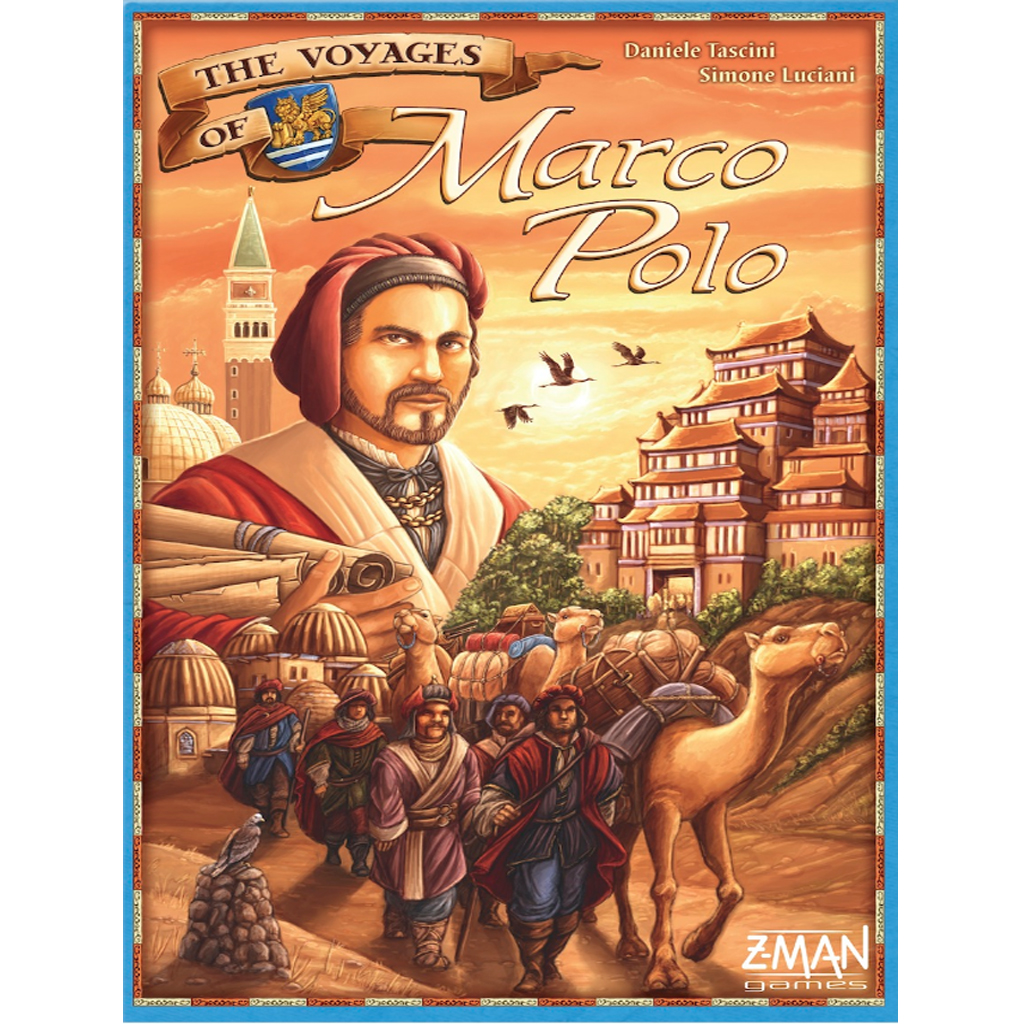 THE VOYAGES
OF
Marco
Polo
Daniele Tascini
Simone Luciani
Z-MAN
games